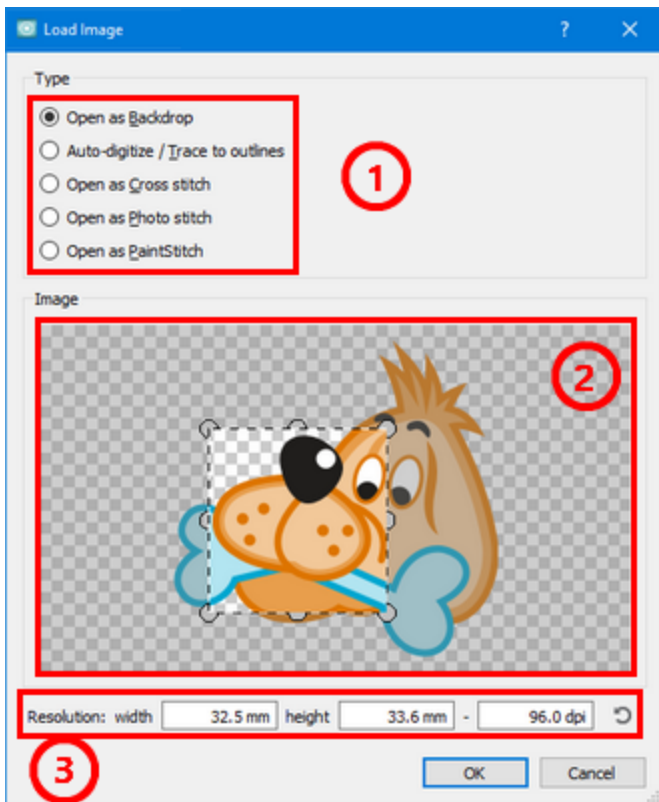 Load Image ?
Type
Open as Backdrop
Auto-digitize / Trace to outlines
Open as Cross stitch
Open as Photo stitch
Open as PaintStitch
1
Image
2
Resolution: width 32.5 mm height 33.6 mm - 96.0 dpi
3
OK Cancel